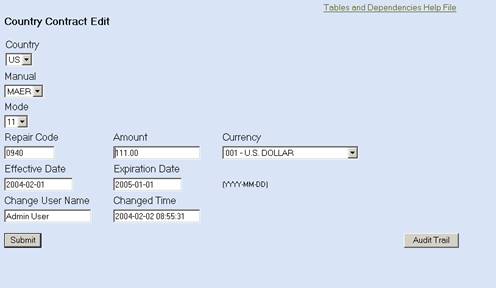 Tables and Dependencies Help File
Country Contract Edit
Country
US
Manual
MAER
Mode
11
Repair Code Amount Currency
0940 111.00 001 - U.S. DOLLAR
Effective Date Expiration Date
2004-02-01 2005-01-01 (YYYY-MM-DD)
Change User Name Changed Time
Admin User 2004-02-02 08:55:31
Submit Audit Trail